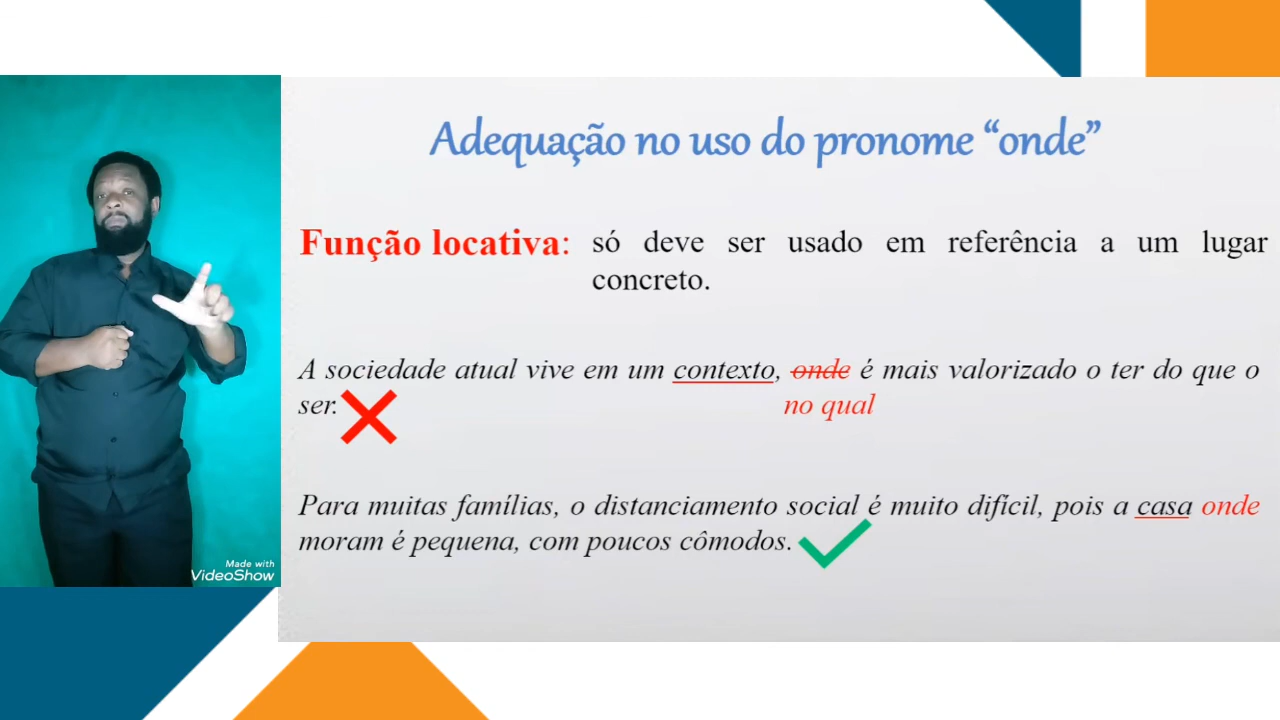 Adequação no uso do pronome “onde”
Função locativa: só deve ser usado em referência a um lugar
concreto.
A sociedade atual vive em um contexto, onde é mais valorizado o ter do que o
ser. no qual
Para muitas famílias, o distanciamento social é muito difícil, pois a casa onde
moram é pequena, com poucos cômodos.
Made with
VideoShow